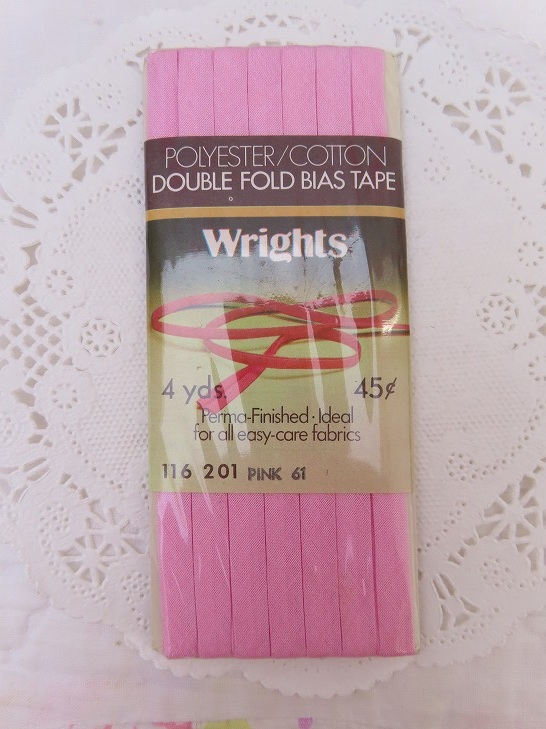 POLYESTER/COTTON
DOUBLE FOLD BIAS TAPE
Wrights
4 yds. 45¢
Perma-Finished · Ideal
for all easy-care fabrics
116 201 PINK 61